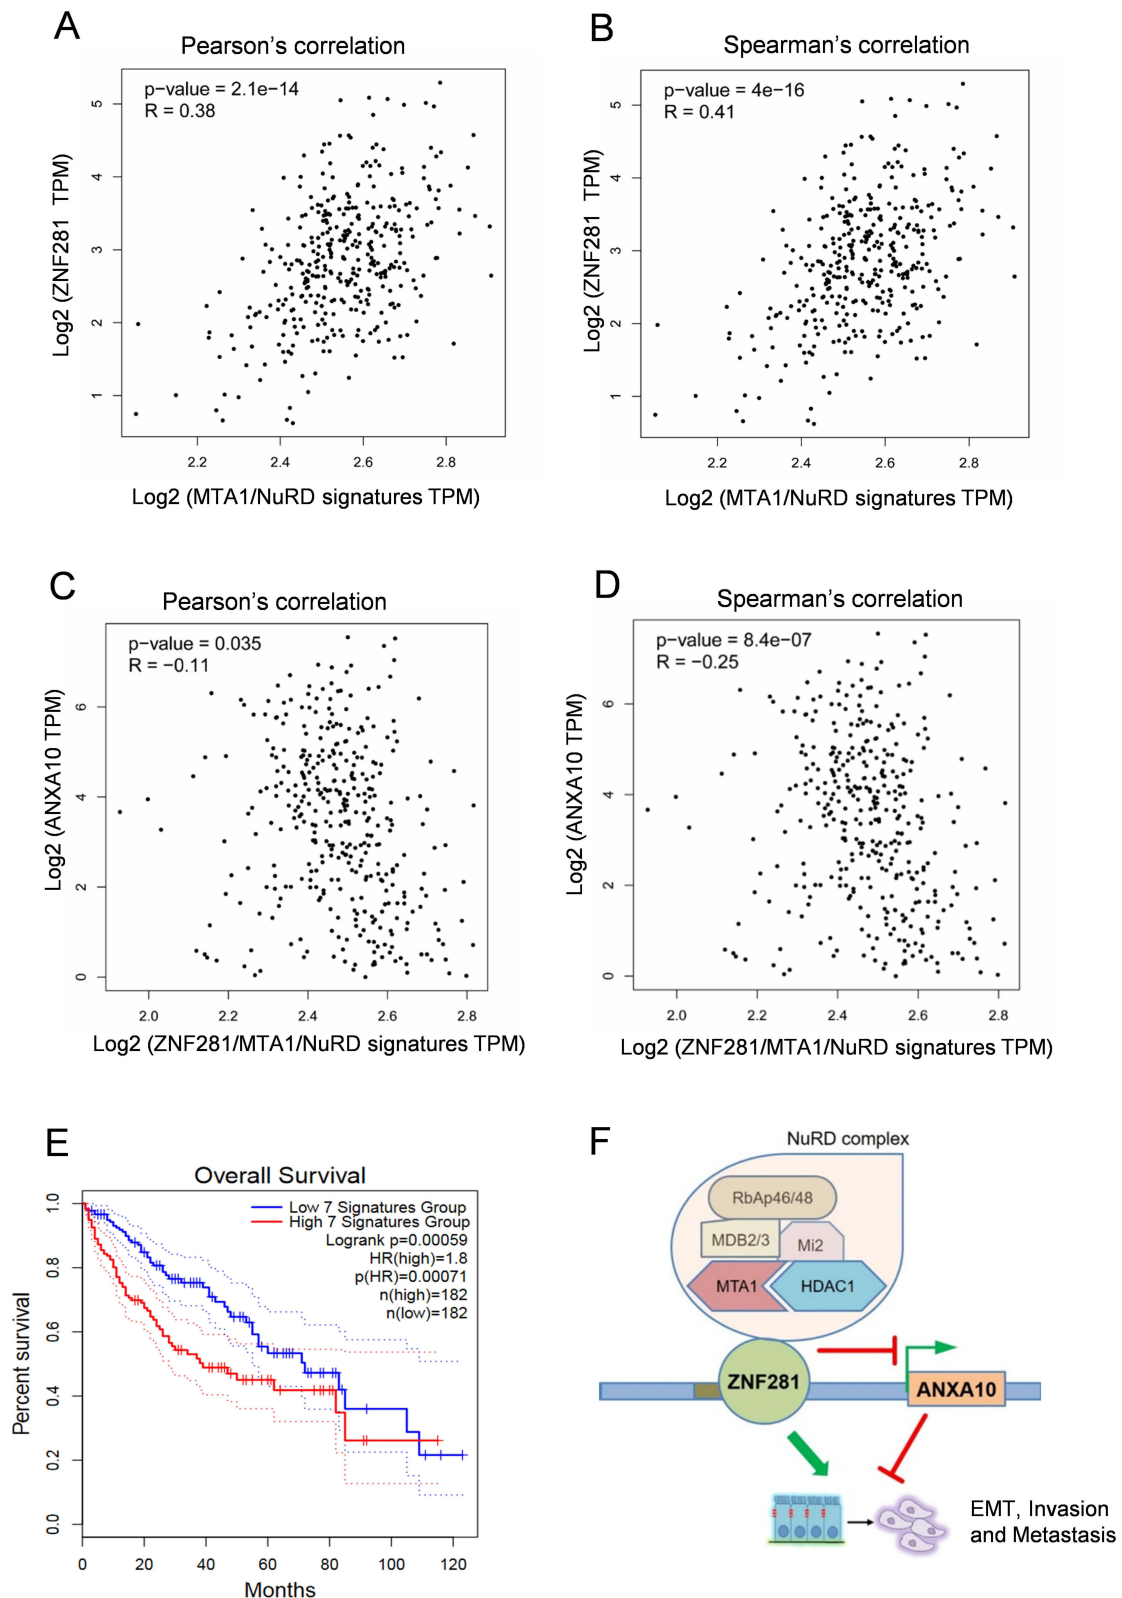 A
Pearson's correlation
p−value = 2.1e−14
R = 0.38
5
4
3
2
1
Log2 (ZNF281 TPM)
2.2 2.4 2.6 2.8
Log2 (MTA1/NuRD signatures TPM)
B
Spearman's correlation
p−value = 4e−16
R = 0.41
5
4
3
2
1
Log2 (ZNF281 TPM)
2.2 2.4 2.6 2.8
Log2 (MTA1/NuRD signatures TPM)
C
Pearson's correlation
p−value = 0.035
R = −0.11
6
4
2
0
Log2 (ANXA10 TPM)
2.0 2.2 2.4 2.6 2.8
Log2 (ZNF281/MTA1/NuRD signatures TPM)
D
Spearman's correlation
p−value = 8.4e−07
R = −0.25
6
4
2
0
Log2 (ANXA10 TPM)
2.0 2.2 2.4 2.6 2.8
Log2 (ZNF281/MTA1/NuRD signatures TPM)
E
Overall Survival
Low 7 Signatures Group
High 7 Signatures Group
Logrank p=0.00059
HR(high)=1.8
p(HR)=0.00071
n(high)=182
n(low)=182
1.0
0.8
0.6
0.4
0.2
0.0
Percent survival
0 20 40 60 80 100 120
Months
F
NuRD complex
RbAp46/48
MDB2/3
Mi2
MTA1
HDAC1
ZNF281
ANXA10
EMT, Invasion
and Metastasis